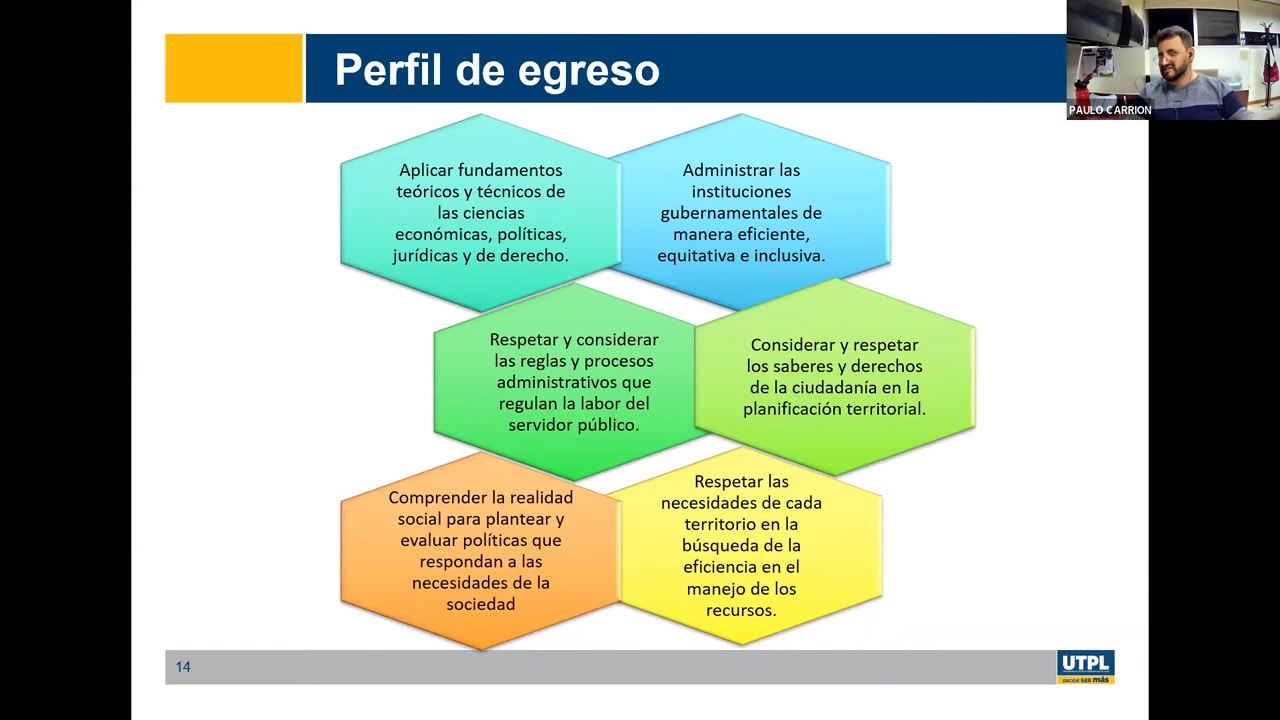 Perfil de egreso
PAULO CARRION
Aplicar fundamentos
teóricos y técnicos de
las ciencias
económicas, políticas,
jurídicas y de derecho.
Administrar las
instituciones
gubernamentales de
manera eficiente,
equitativa e inclusiva.
Respetar y considerar
las reglas y procesos
administrativos que
regulan la labor del
servidor público.
Considerar y respetar
los saberes y derechos
de la ciudadanía en la
planificación territorial.
Comprender la realidad
social para plantear y
evaluar políticas que
respondan a las
necesidades de la
sociedad
Respetar las
necesidades de cada
territorio en la
búsqueda de la
eficiencia en el
manejo de los
recursos.
14
UTPL
DECIDE SER más